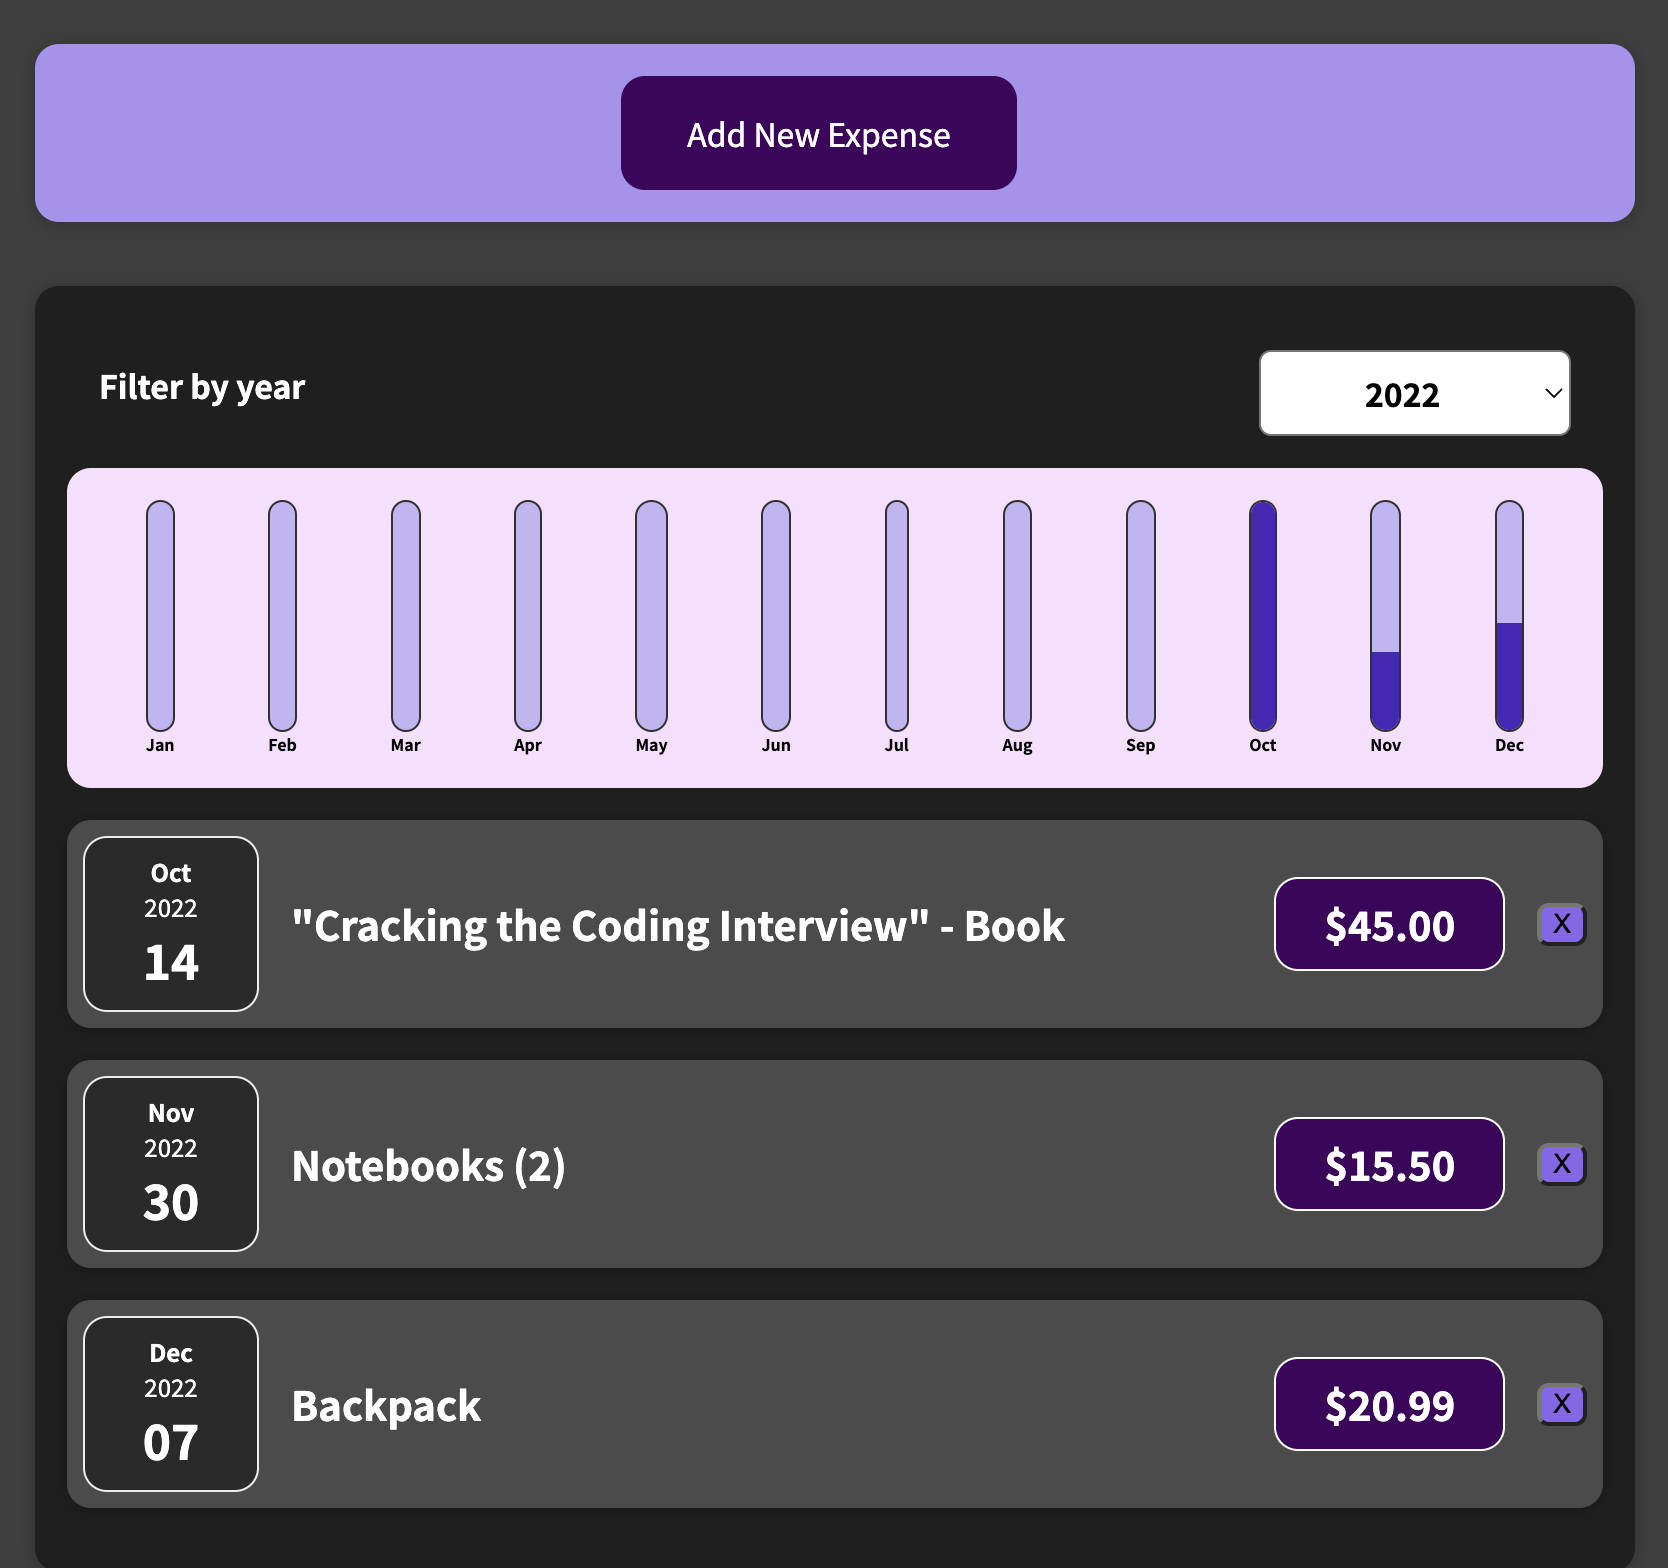 Add New Expense
Filter by year
2022
Jan Feb Mar Apr May Jun Jul Aug Sep Oct Nov Dec
Oct
2022
14
"Cracking the Coding Interview" - Book
$45.00
X
Nov
2022
30
Notebooks (2)
$15.50
X
Dec
2022
07
Backpack
$20.99
X